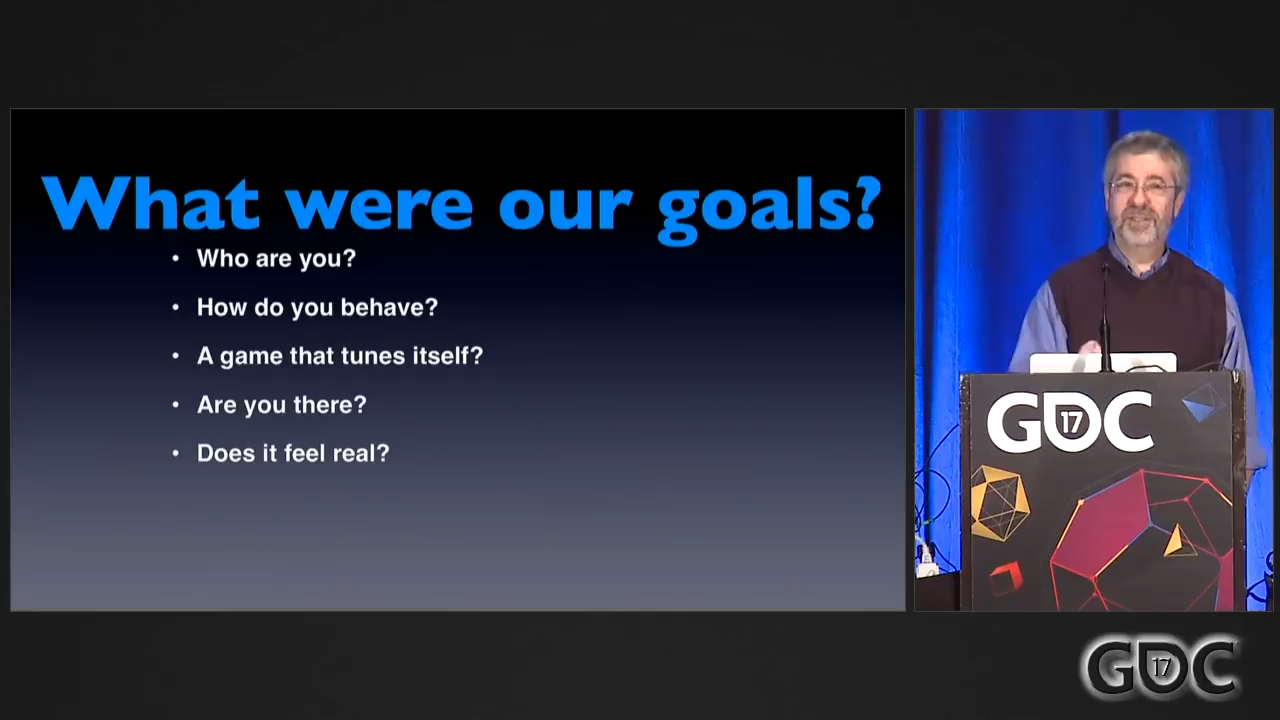 What were our goals?
• Who are you?
• How do you behave?
• A game that tunes itself?
• Are you there?
• Does it feel real?
GDC
17
GDC
17